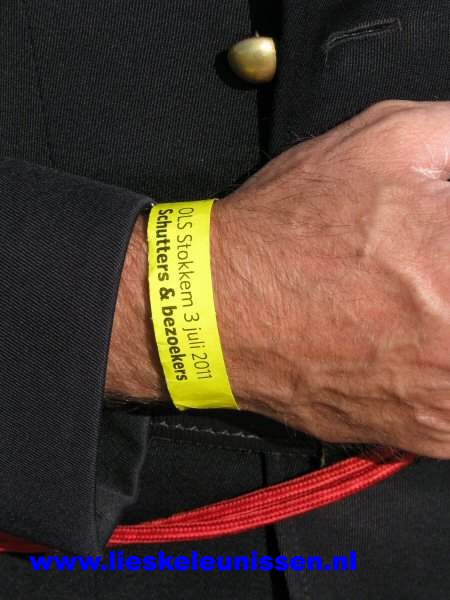 OLS Stokkem 3 juli 2011
Schutters & bezoekers
www.lieskeleunissen.nl